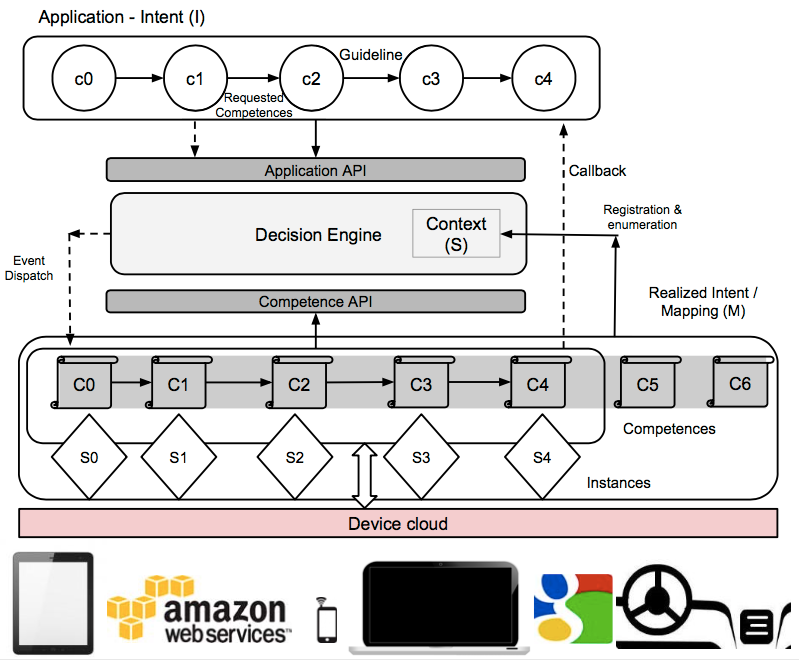 Application - Intent (I)
Guideline
c0
c1
c2
c3
c4
Requested
Competences
Application API
Callback
Decision Engine
Context
(S)
Registration &
enumeration
Event
Dispatch
Competence API
Realized Intent /
Mapping (M)
C0
C1
C2
C3
C4
C5
C6
Competences
S0
S1
S2
S3
S4
Instances
Device cloud
amazon
webservices™